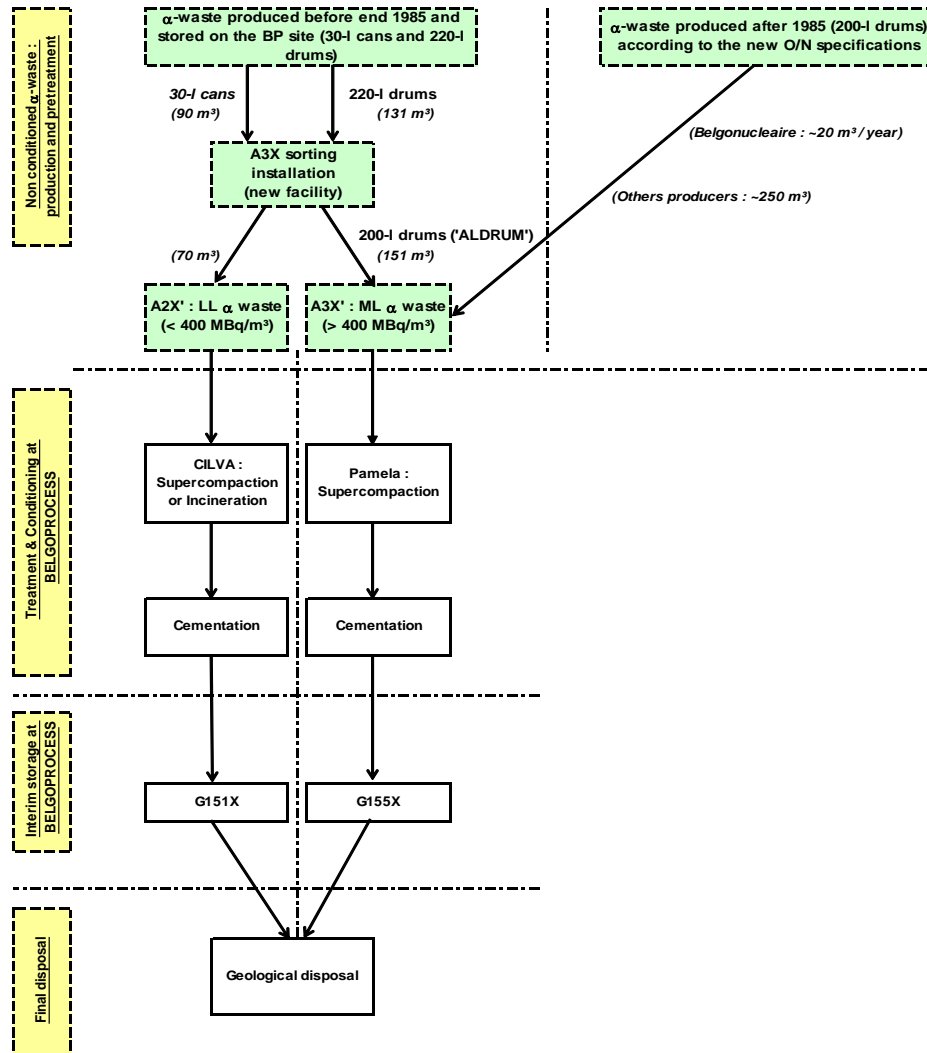 Non conditioned α-waste :
production and pretreatment
α-waste produced before end 1985 and
stored on the BP site (30-l cans and 220-l
drums)
α-waste produced after 1985 (200-l drums)
according to the new O/N specifications
30-l cans
(90 m³)
220-l drums
(131 m³)
(Belgonucleaire : ~20 m³ / year)
A3X sorting
installation
(new facility)
(Others producers : ~250 m³)
(70 m³)
200-l drums ('ALDRUM')
(151 m³)
A2X' : LL α waste
(< 400 MBq/m³)
A3X' : ML α waste
(> 400 MBq/m³)
Treatment & Conditioning at
BELGOPROCESS
CILVA :
Supercompaction
or Incineration
Pamela :
Supercompaction
Cementation
Cementation
Interim storage at
BELGOPROCESS
G151X
G155X
Final disposal
Geological disposal